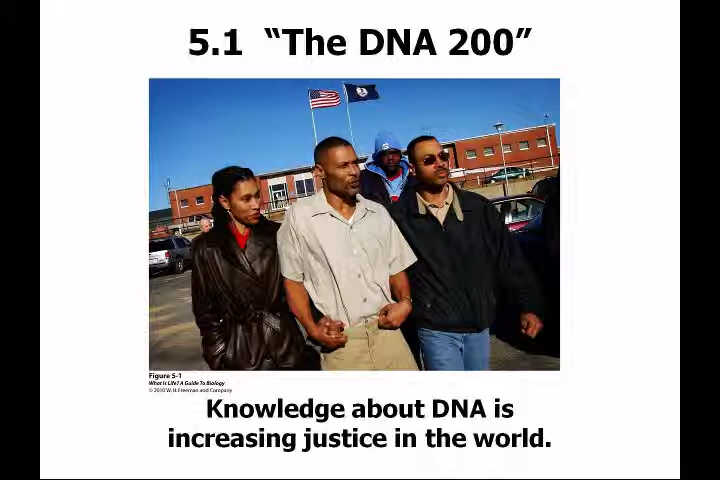 5.1 “The DNA 200”
Figure 5-1
What Is Life? A Guide To Biology
© 2010 W. H. Freeman and Company
Knowledge about DNA is
increasing justice in the world.